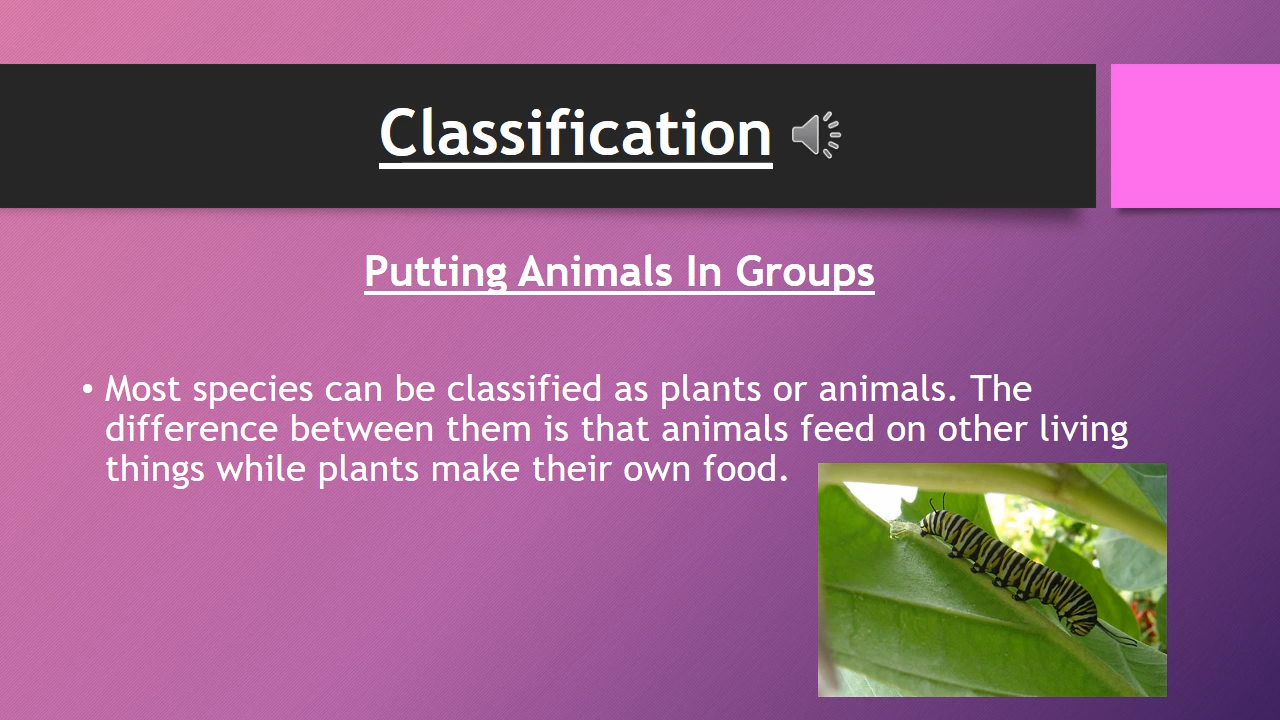 Classification
Putting Animals In Groups
• Most species can be classified as plants or animals. The
difference between them is that animals feed on other living
things while plants make their own food.